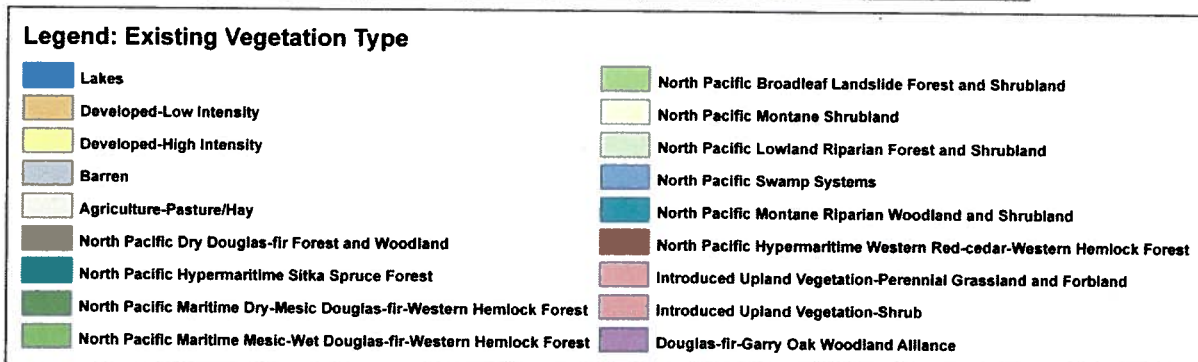 Legend: Existing Vegetation Type
Lakes
Developed-Low Intensity
Developed-High Intensity
Barren
Agriculture-Pasture/Hay
North Pacific Dry Douglas-fir Forest and Woodland
North Pacific Hypermaritime Sitka Spruce Forest
North Pacific Maritime Dry-Mesic Douglas-fir-Western Hemlock Forest
North Pacific Maritime Mesic-Wet Douglas-fir-Western Hemlock Forest
North Pacific Broadleaf Landslide Forest and Shrubland
North Pacific Montane Shrubland
North Pacific Lowland Riparian Forest and Shrubland
North Pacific Swamp Systems
North Pacific Montane Riparian Woodland and Shrubland
North Pacific Hypermaritime Western Red-cedar-Western Hemlock Forest
Introduced Upland Vegetation-Perennial Grassland and Forbland
Introduced Upland Vegetation-Shrub
Douglas-fir-Garry Oak Woodland Alliance